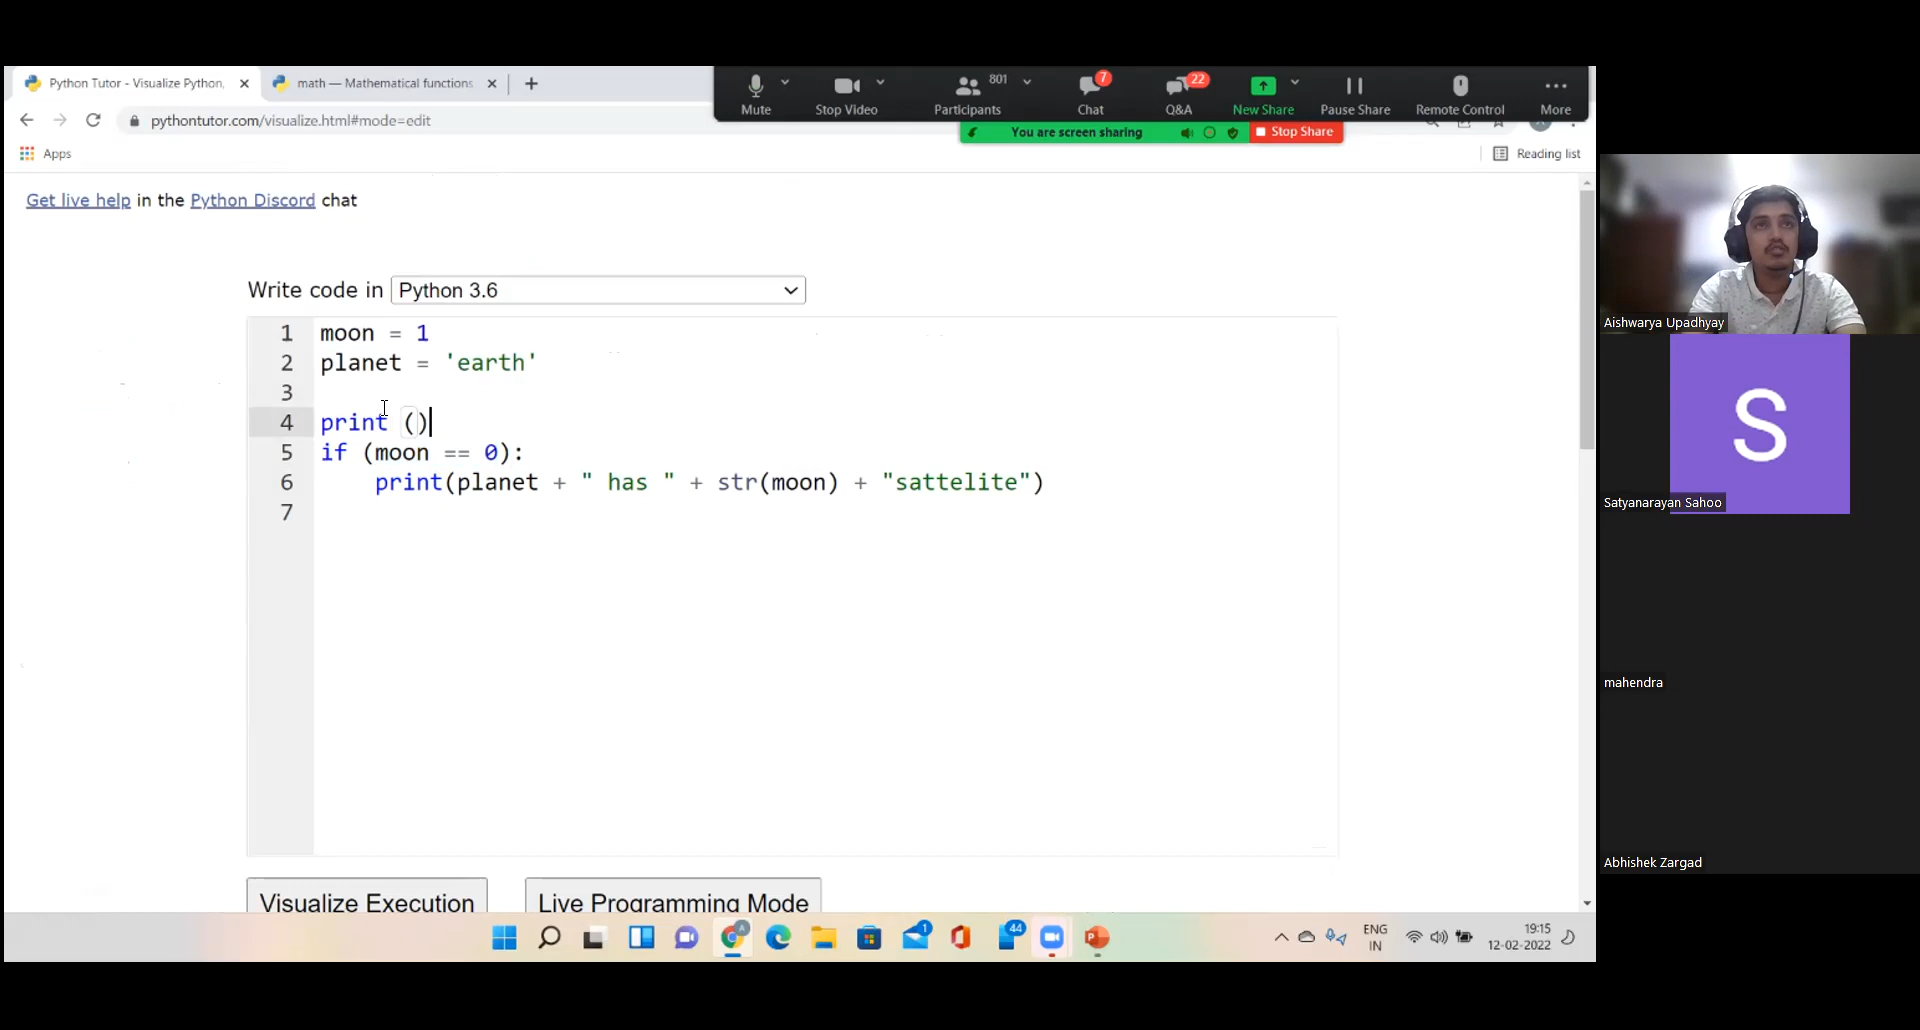 Python Tutor - Visualize Python,
math — Mathematical functions
Mute
Stop Video
801
Participants
7
Chat
22
Q&A
New Share
Pause Share
Remote Control
More
pythontutor.com/visualize.html#mode=edit
You are screen sharing
Stop Share
Apps
Reading list
Get live help in the Python Discord chat
Write code in Python 3.6
1 moon = 1
2 planet = 'earth'
3
4 print ()
5 if (moon == 0):
6 print(planet + " has " + str(moon) + "sattelite")
7
Visualize Execution
Live Programming Mode
Aishwarya Upadhyay
S
Satyanarayan Sahoo
mahendra
Abhishek Zargad
A
1
44
ENG
IN
19:15
12-02-2022